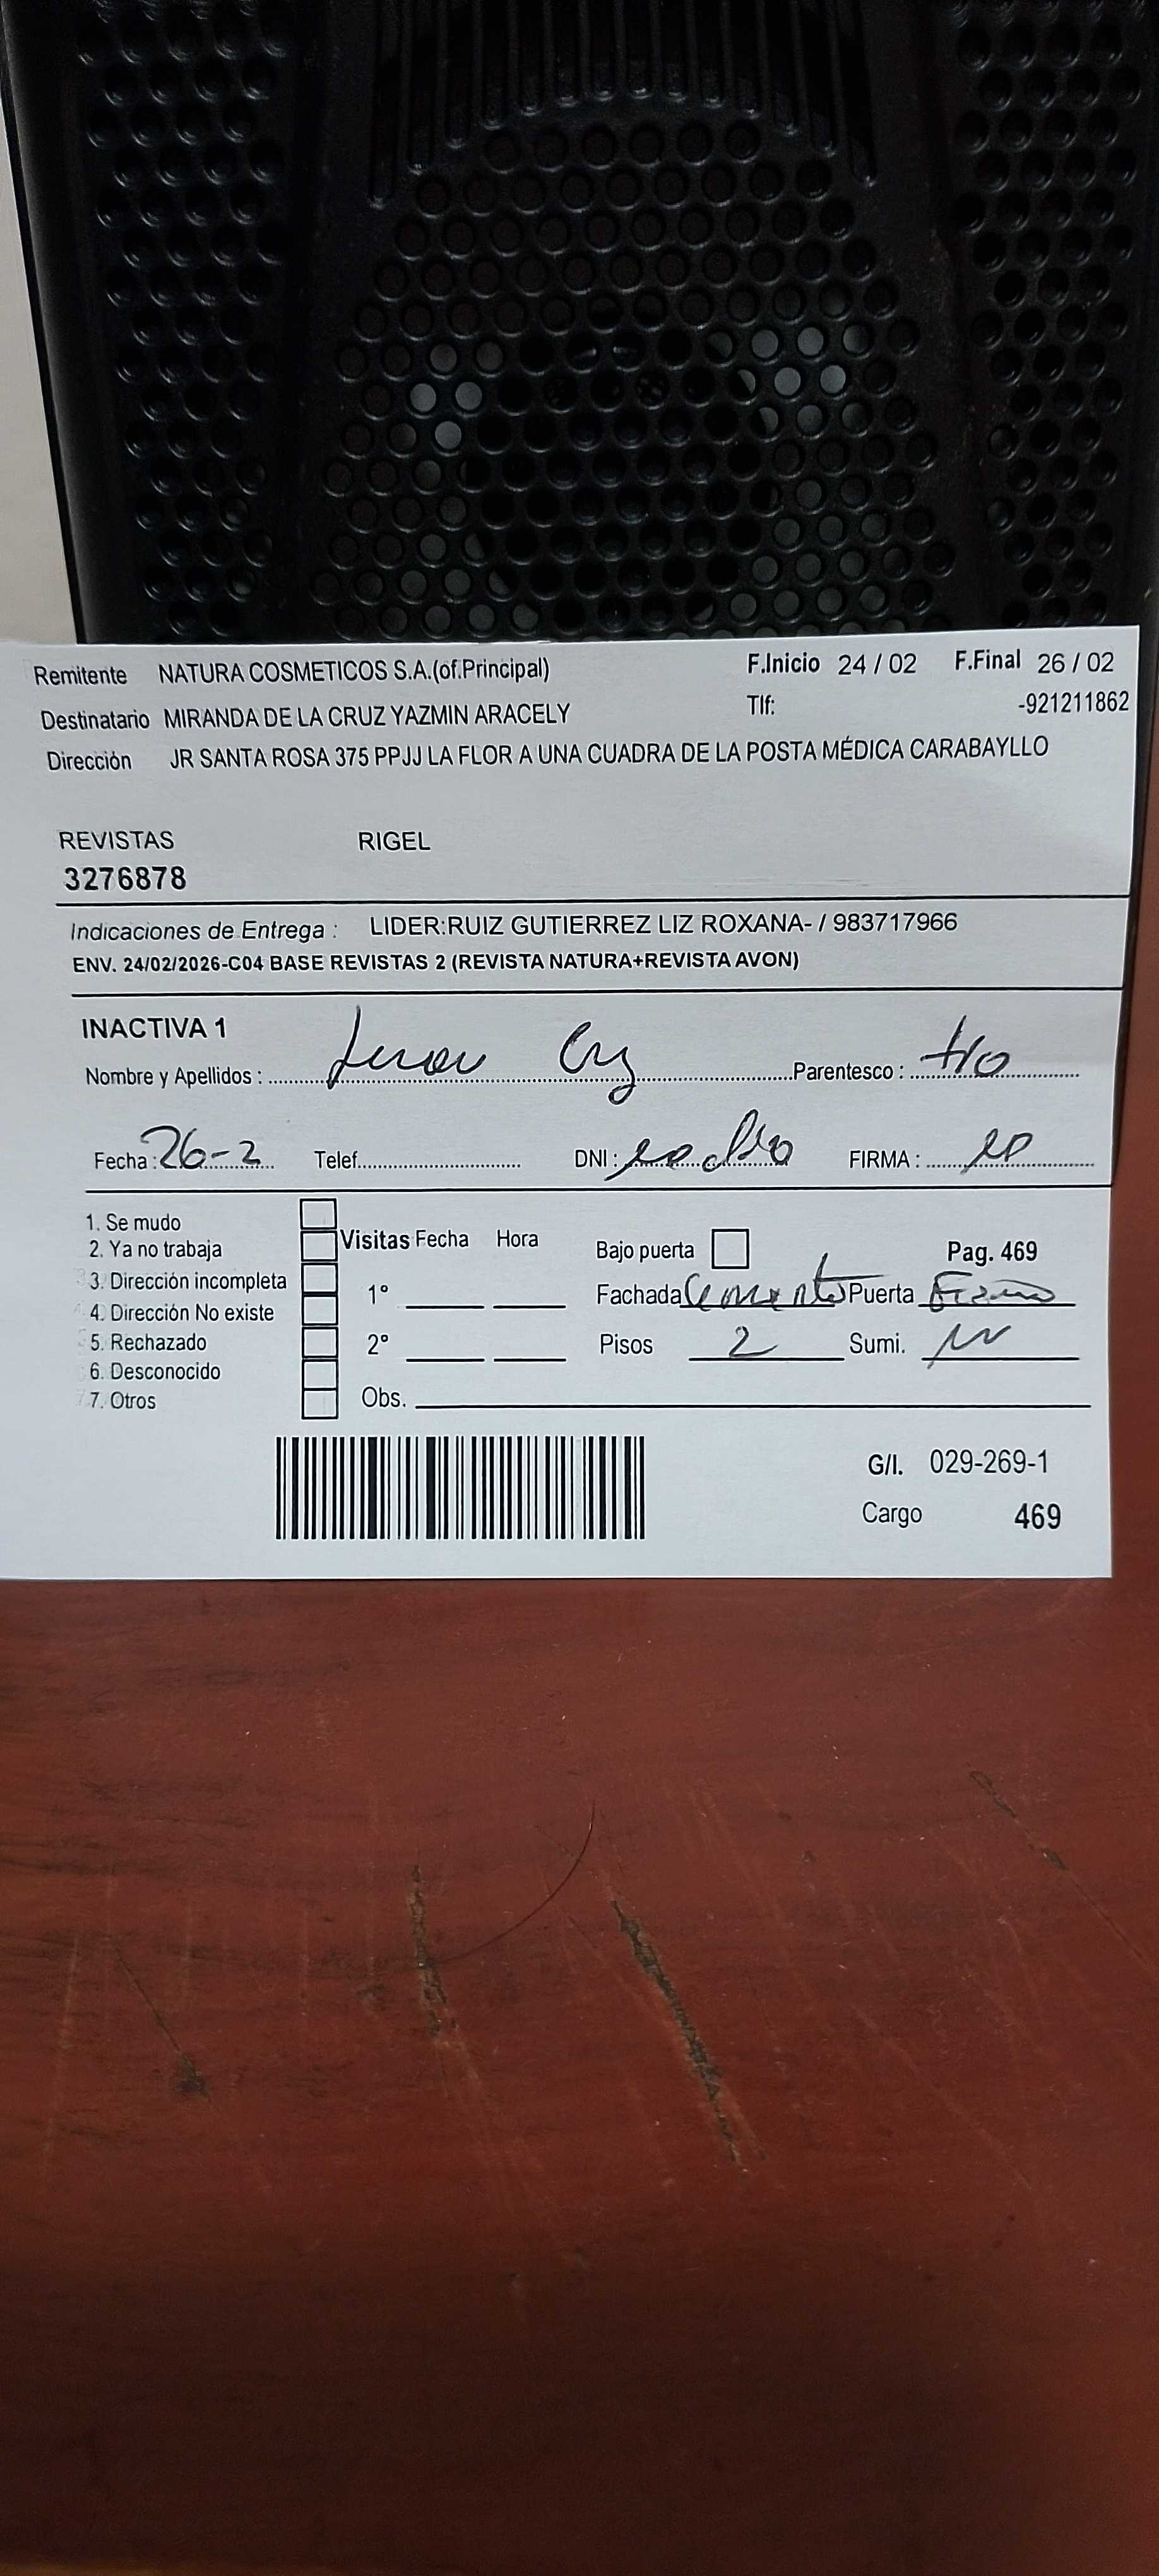 Remitente NATURA COSMETICOS S.A.(of.Principal) F.Inicio 24 / 02 F.Final 26 / 02
Destinatario MIRANDA DE LA CRUZ YAZMIN ARACELY Tlf: -921211862
Dirección JR SANTA ROSA 375 PPJJ LA FLOR A UNA CUADRA DE LA POSTA MÉDICA CARABAYLLO
REVISTAS RIGEL
3276878
Indicaciones de Entrega : LIDER:RUIZ GUTIERREZ LIZ ROXANA- / 983717966
ENV. 24/02/2026-C04 BASE REVISTAS 2 (REVISTA NATURA+REVISTA AVON)
INACTIVA 1
Nombre y Apellidos : Parentesco : tio
Fecha : 26-2 Telef. DNI : FIRMA :
1. Se mudo
2. Ya no trabaja Visitas Fecha Hora Bajo puerta Pag. 469
3. Dirección incompleta 1° Fachada Cemento Puerta
4. Dirección No existe
5. Rechazado 2° Pisos 2 Sumi.
6. Desconocido
7. Otros Obs.
G/I. 029-269-1
Cargo 469